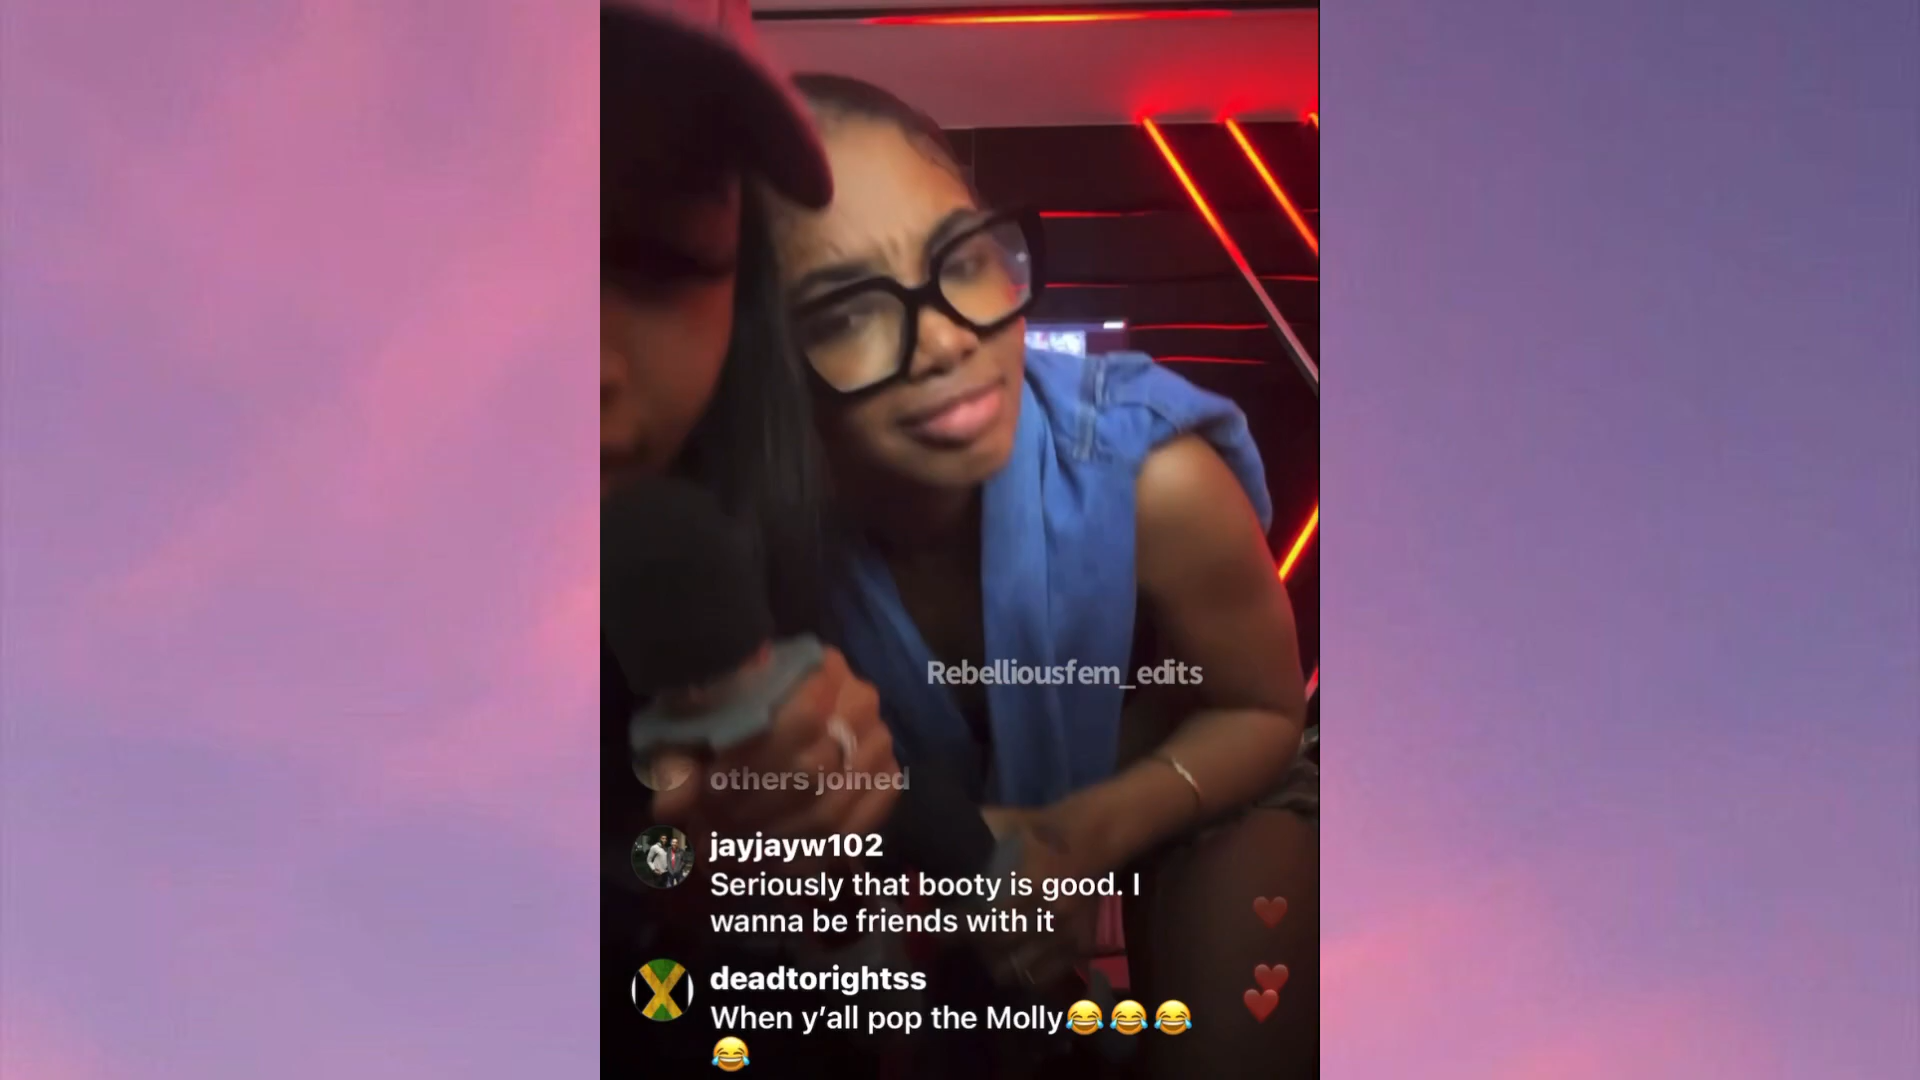 Rebelliousfem_edits
others joined
jayjayw102
Seriously that booty is good. I
wanna be friends with it
deadtorightss
When y’all pop the Molly😂😂😂
😂